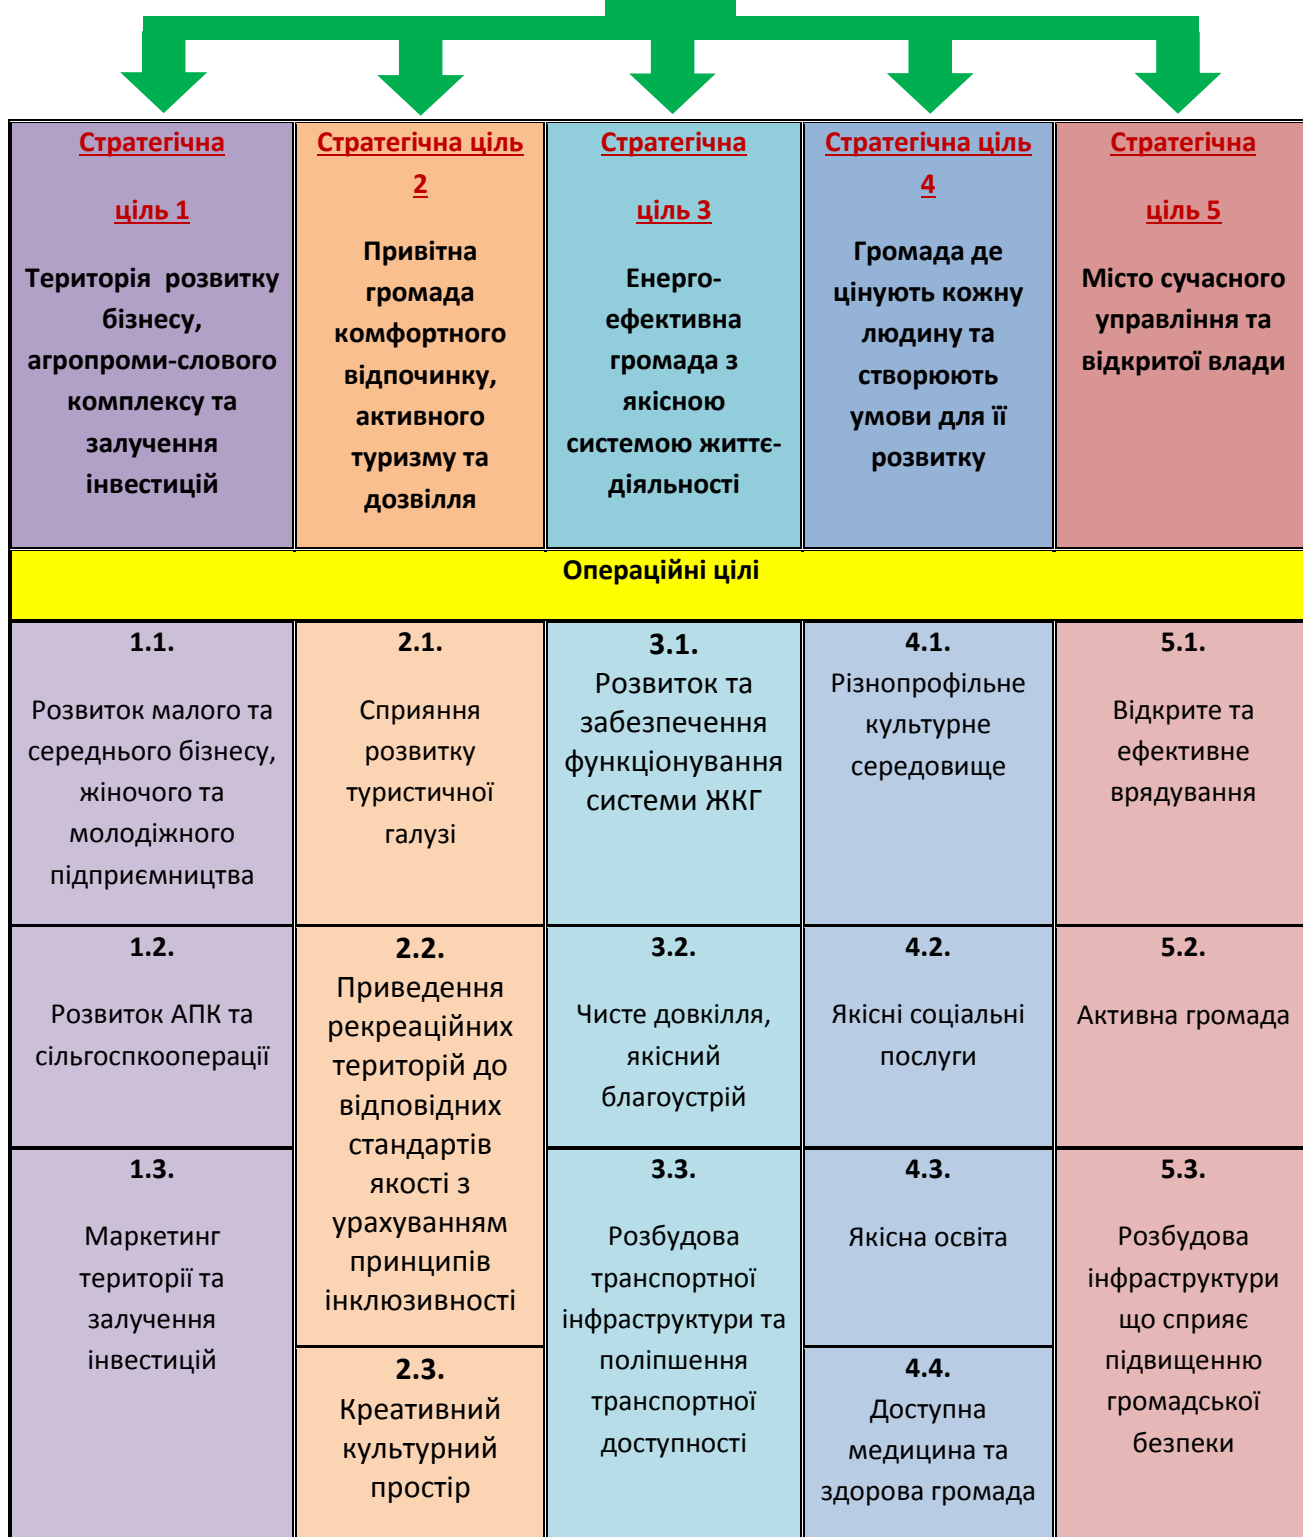 Стратегічна
ціль 1
Територія розвитку
бізнесу,
агропроми-слового
комплексу та
залучення
інвестицій
Стратегічна ціль
2
Привітна
громада
комфортного
відпочинку,
активного
туризму та
дозвілля
Стратегічна
ціль 3
Енерго-
ефективна
громада з
якісною
системою життє-
діяльності
Стратегічна ціль
4
Громада де
цінують кожну
людину та
створюють
умови для її
розвитку
Стратегічна
ціль 5
Місто сучасного
управління та
відкритої влади
Операційні цілі
1.1.
Розвиток малого та
середнього бізнесу,
жіночого та
молодіжного
підприємництва
2.1.
Сприяння
розвитку
туристичної
галузі
3.1.
Розвиток та
забезпечення
функціонування
системи ЖКГ
4.1.
Різнопрофільне
культурне
середовище
5.1.
Відкрите та
ефективне
врядування
1.2.
Розвиток АПК та
сільгоспкооперації
2.2.
Приведення
рекреаційних
територій до
відповідних
стандартів
якості з
урахуванням
принципів
інклюзивності
3.2.
Чисте довкілля,
якісний
благоустрій
4.2.
Якісні соціальні
послуги
5.2.
Активна громада
1.3.
Маркетинг
території та
залучення
інвестицій
2.3.
Креативний
культурний
простір
3.3.
Розбудова
транспортної
інфраструктури та
поліпшення
транспортної
доступності
4.3.
Якісна освіта
4.4.
Доступна
медицина та
здорова громада
5.3.
Розбудова
інфраструктури
що сприяє
підвищенню
громадської
безпеки